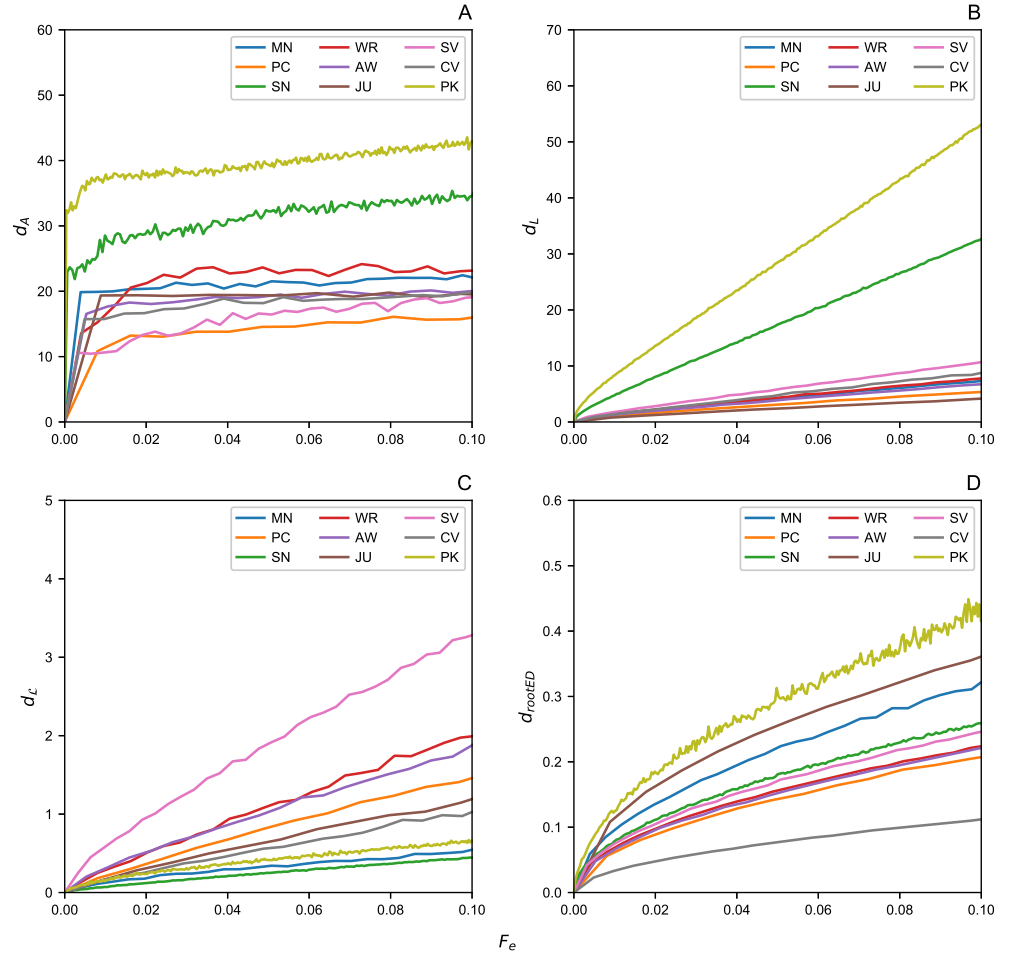 A
60
50
40
30
20
10
0
d_A
MN WR SV
PC AW CV
SN JU PK
0.00 0.02 0.04 0.06 0.08 0.10
B
70
60
50
40
30
20
10
0
d_L
MN WR SV
PC AW CV
SN JU PK
0.00 0.02 0.04 0.06 0.08 0.10
C
5
4
3
2
1
0
d_ℒ
MN WR SV
PC AW CV
SN JU PK
0.00 0.02 0.04 0.06 0.08 0.10
D
0.6
0.5
0.4
0.3
0.2
0.1
0.0
d_rootED
MN WR SV
PC AW CV
SN JU PK
0.00 0.02 0.04 0.06 0.08 0.10
F_e